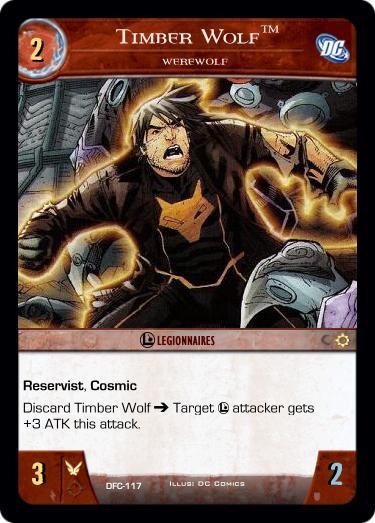 2
TIMBER WOLF™
WEREWOLF
DC
L LEGIONNAIRES
Reservist, Cosmic
Discard Timber Wolf ➔ Target L attacker gets
+3 ATK this attack.
3
DFC-117
ILLUS: DC COMICS
2